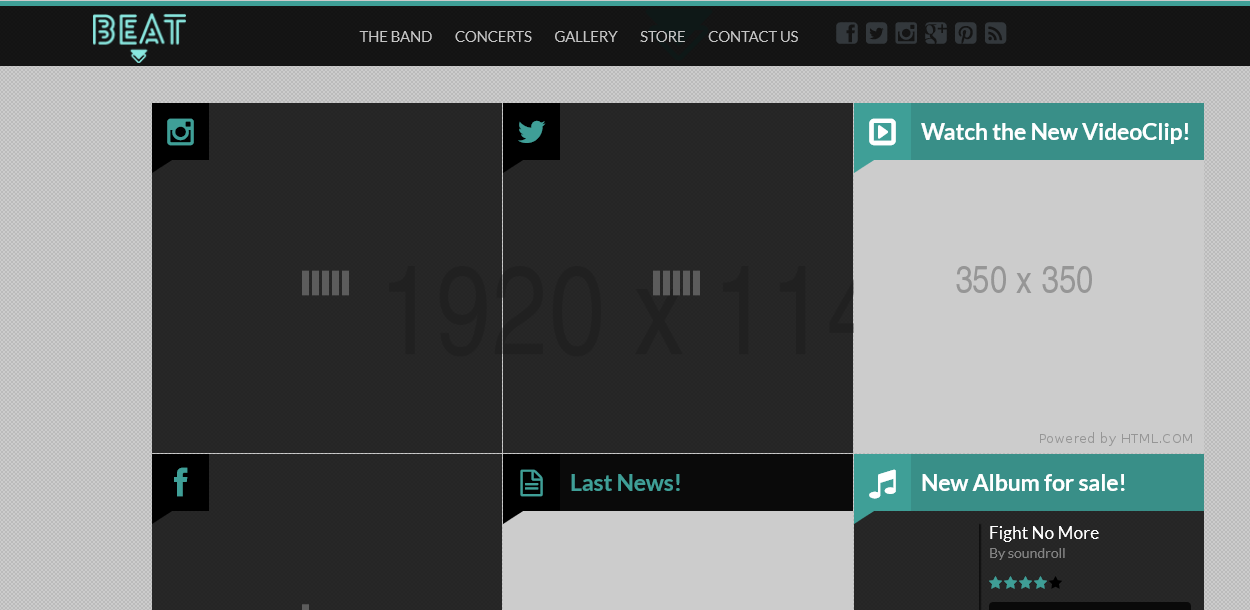 BEAT
THE BAND CONCERTS GALLERY STORE CONTACT US
Watch the New VideoClip!
1920 x 114
350 x 350
Powered by HTML.COM
Last News!
New Album for sale!
Fight No More
By soundroll